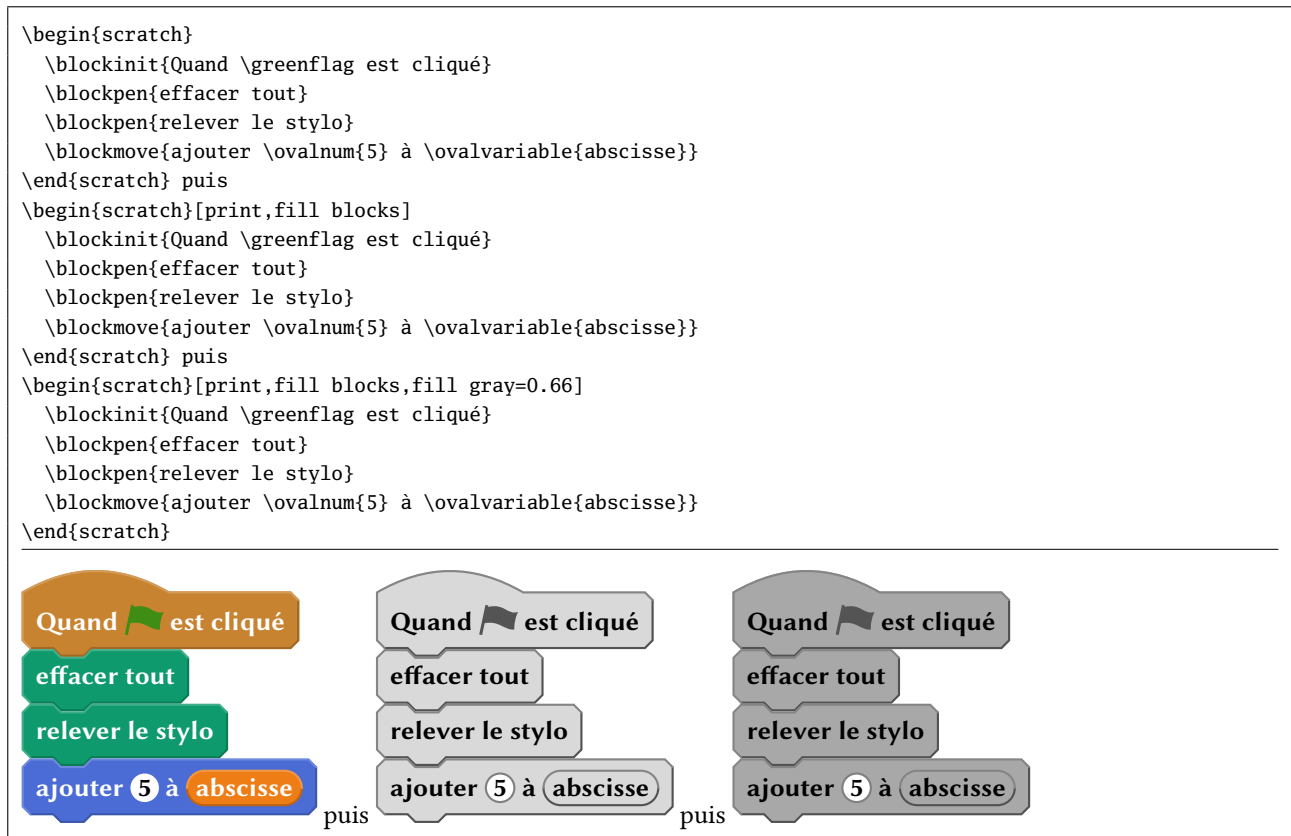 \begin{scratch}
  \blockinit{Quand \greenflag est cliqué}
  \blockpen{effacer tout}
  \blockpen{relever le stylo}
  \blockmove{ajouter \ovalnum{5} à \ovalvariable{abscisse}}
\end{scratch} puis
\begin{scratch}[print,fill blocks]
  \blockinit{Quand \greenflag est cliqué}
  \blockpen{effacer tout}
  \blockpen{relever le stylo}
  \blockmove{ajouter \ovalnum{5} à \ovalvariable{abscisse}}
\end{scratch} puis
\begin{scratch}[print,fill blocks,fill gray=0.66]
  \blockinit{Quand \greenflag est cliqué}
  \blockpen{effacer tout}
  \blockpen{relever le stylo}
  \blockmove{ajouter \ovalnum{5} à \ovalvariable{abscisse}}
\end{scratch}
Quand est cliqué
effacer tout
relever le stylo
ajouter 5 à abscisse
puis
Quand est cliqué
effacer tout
relever le stylo
ajouter 5 à abscisse
puis
Quand est cliqué
effacer tout
relever le stylo
ajouter 5 à abscisse